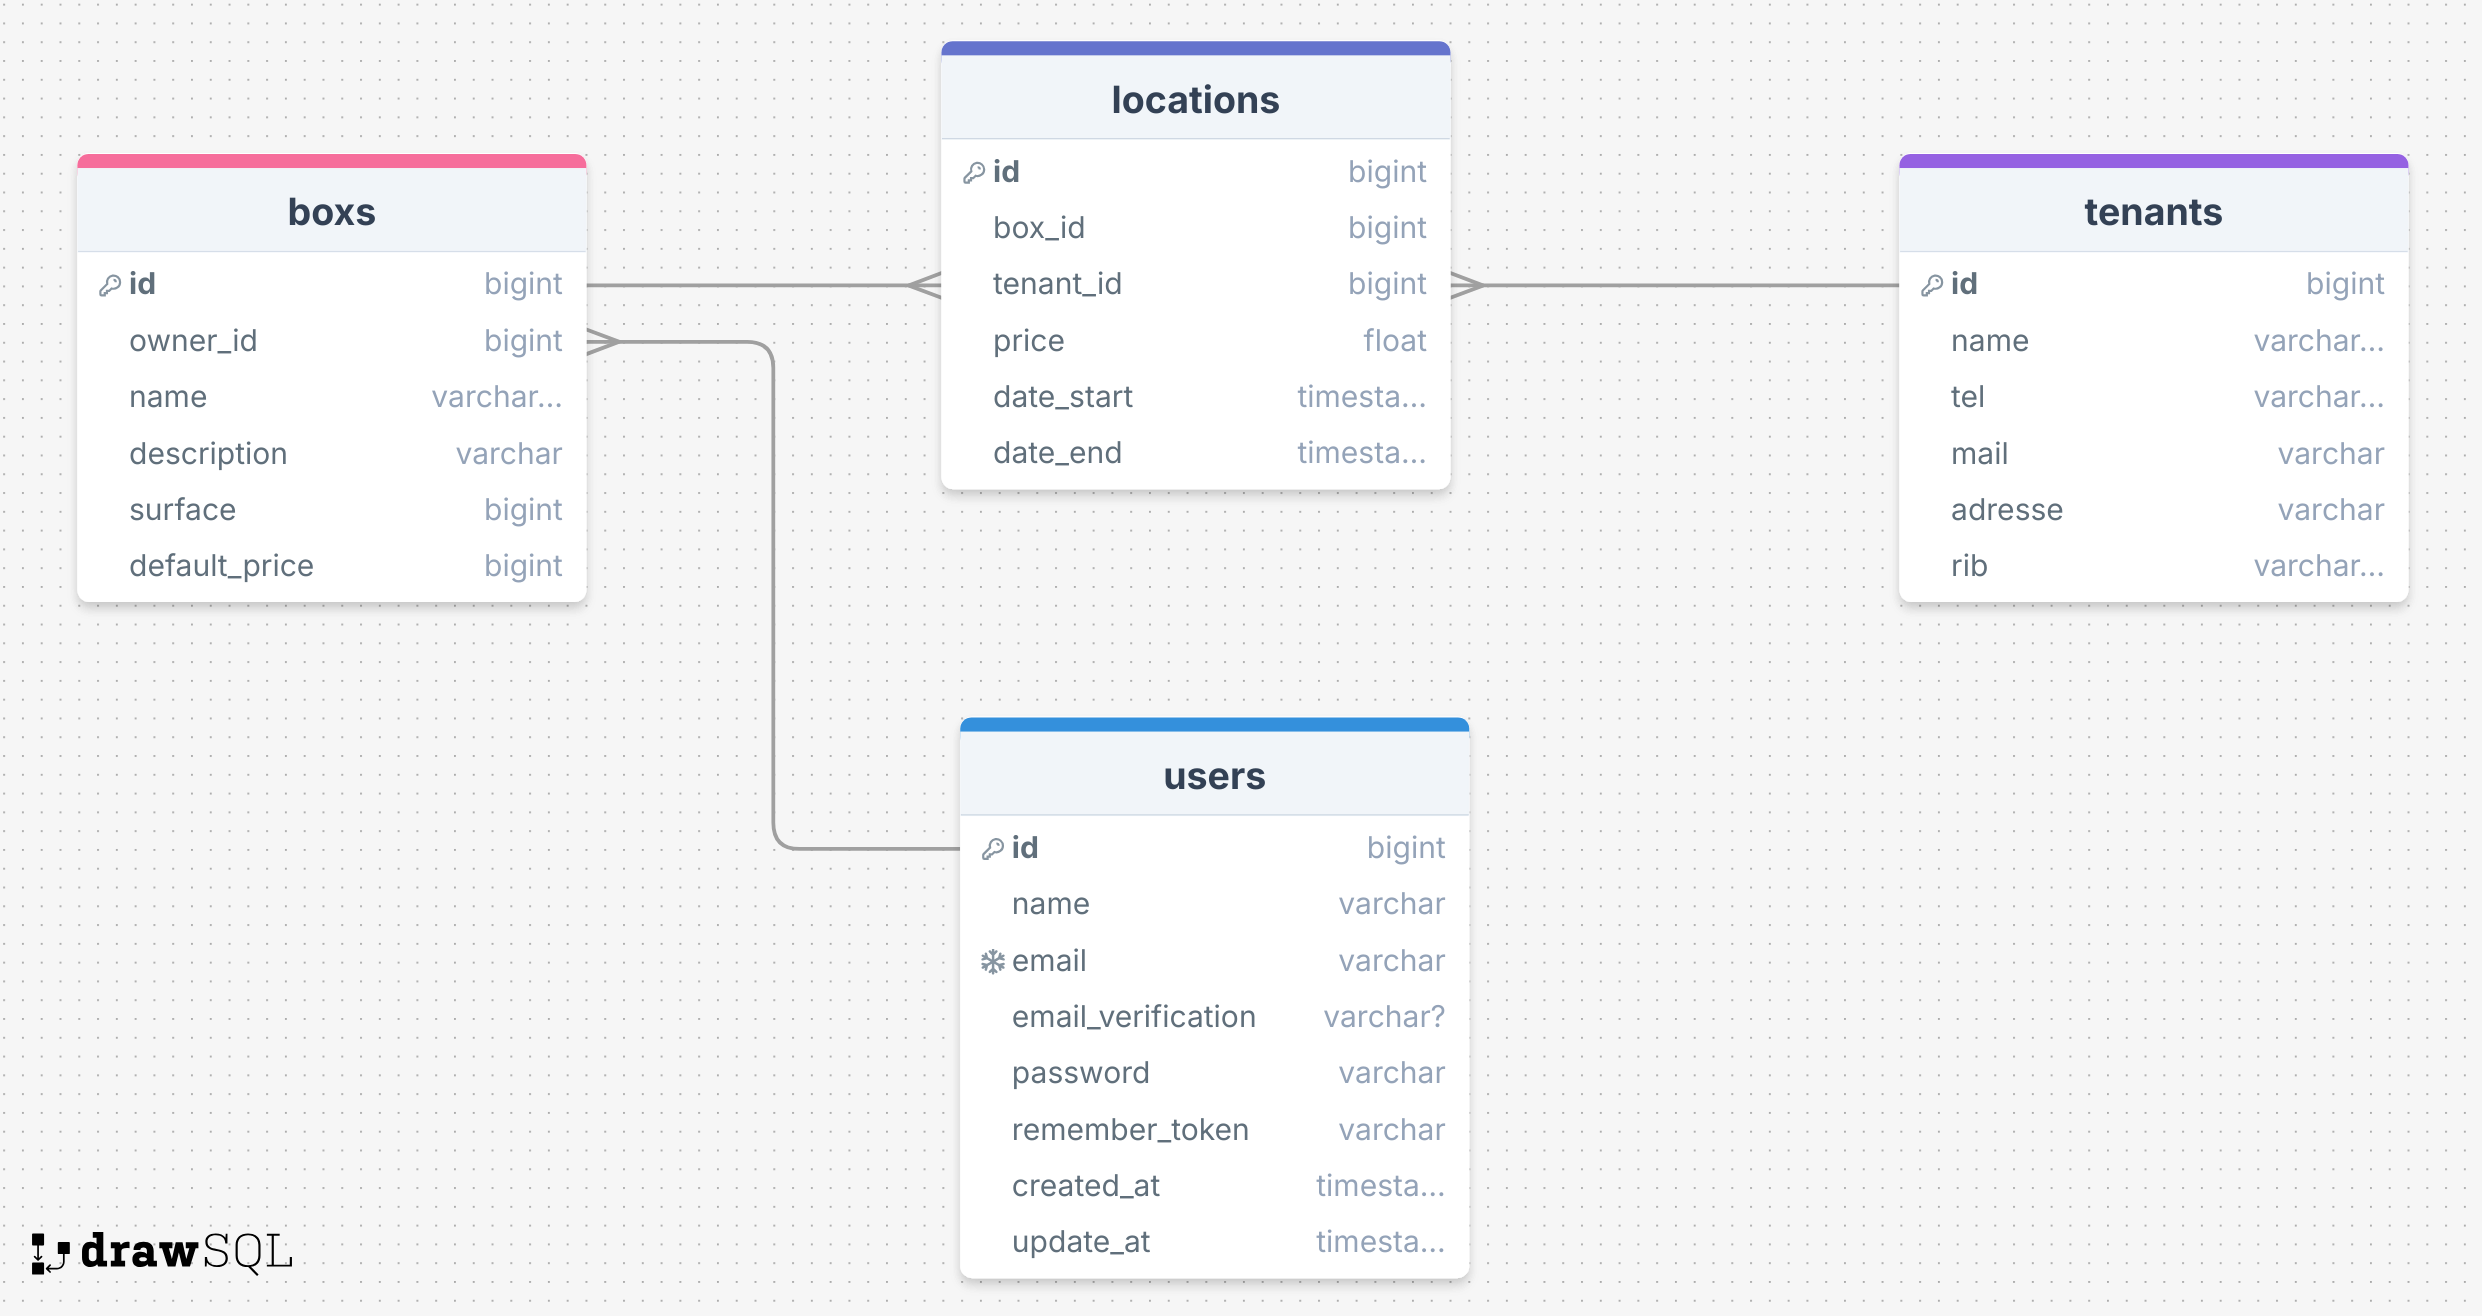 boxs
id bigint
owner_id bigint
name varchar...
description varchar
surface bigint
default_price bigint
locations
id bigint
box_id bigint
tenant_id bigint
price float
date_start timesta...
date_end timesta...
tenants
id bigint
name varchar...
tel varchar...
mail varchar
adresse varchar
rib varchar...
users
id bigint
name varchar
email varchar
email_verification varchar?
password varchar
remember_token varchar
created_at timesta...
update_at timesta...
drawSQL